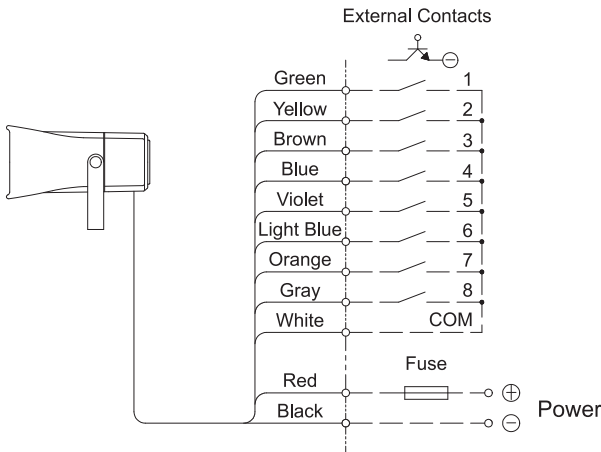 External Contacts
Green 1
Yellow 2
Brown 3
Blue 4
Violet 5
Light Blue 6
Orange 7
Gray 8
White COM
Fuse
Red ⊕
Black ⊖
Power